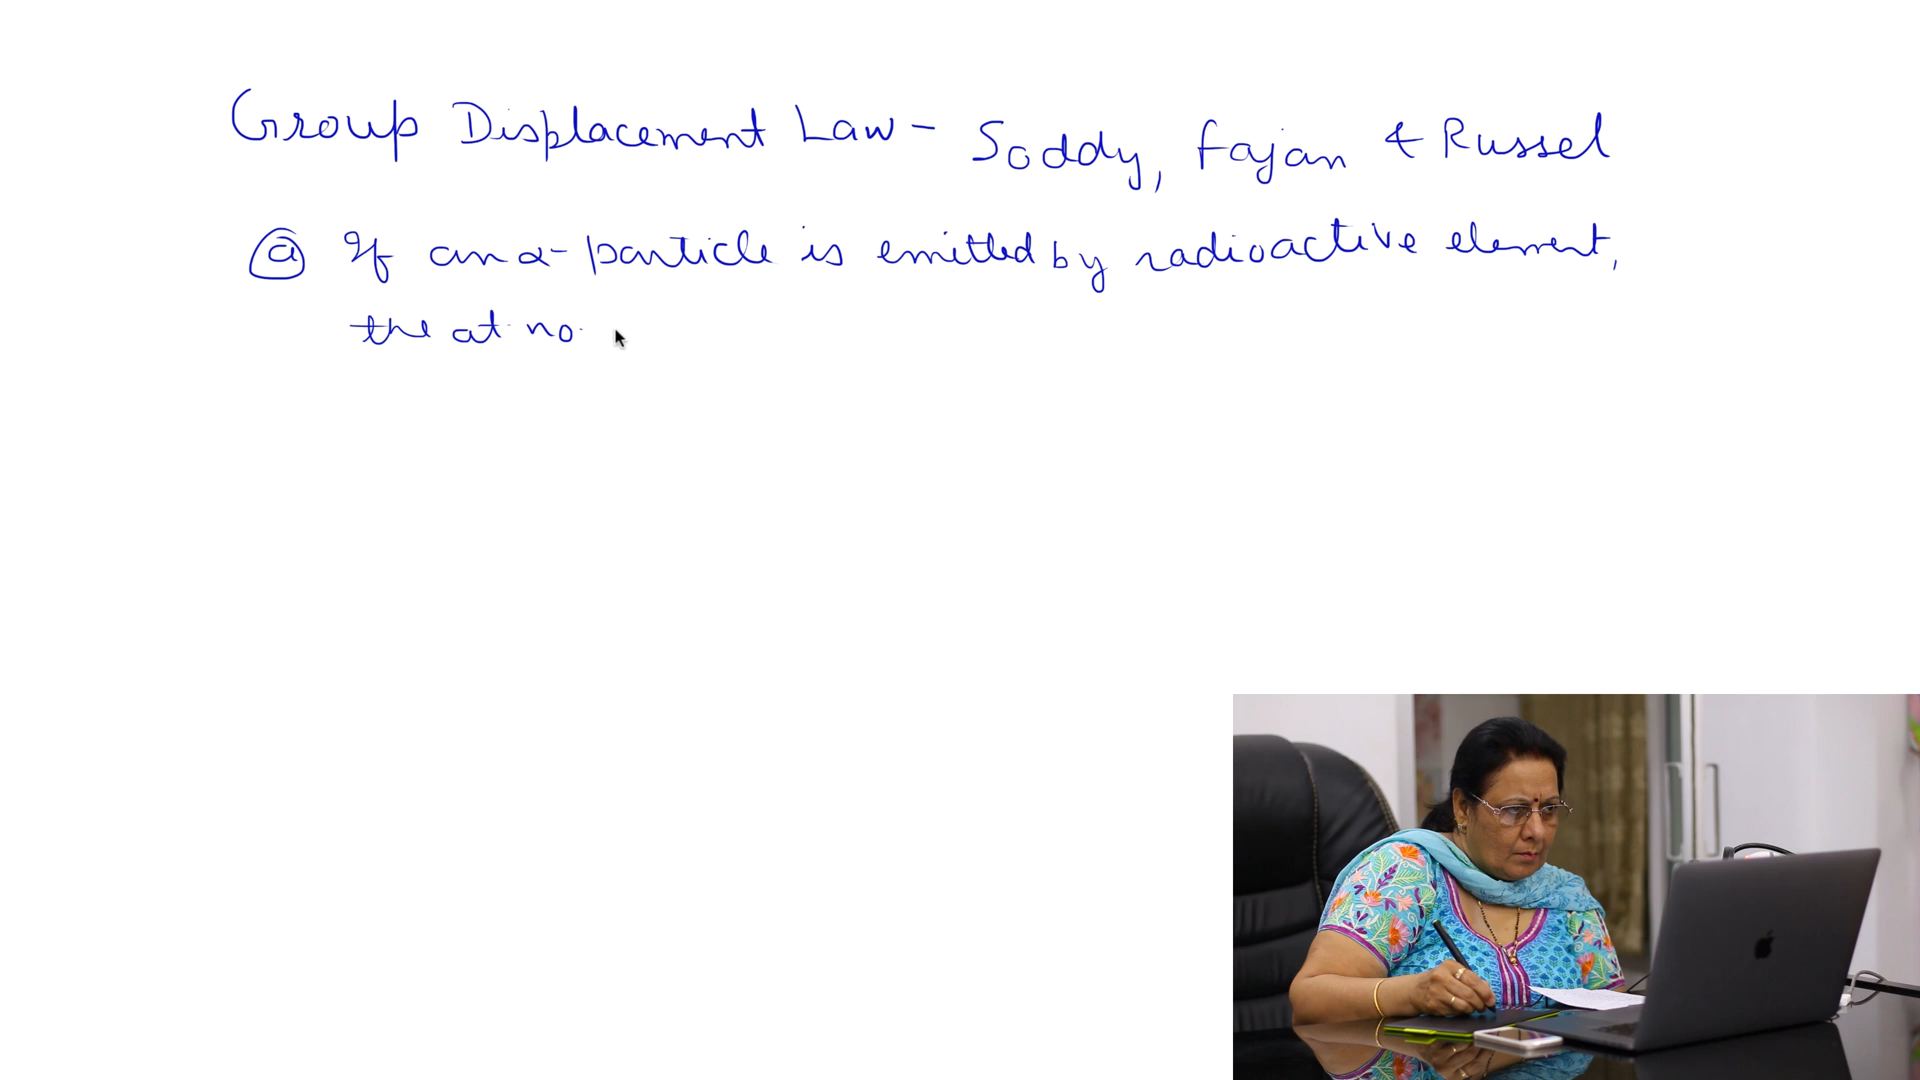 Group Displacement Law - Soddy, Fajan & Russel
(a) If an α-particle is emitted by radioactive element,
the at. no.